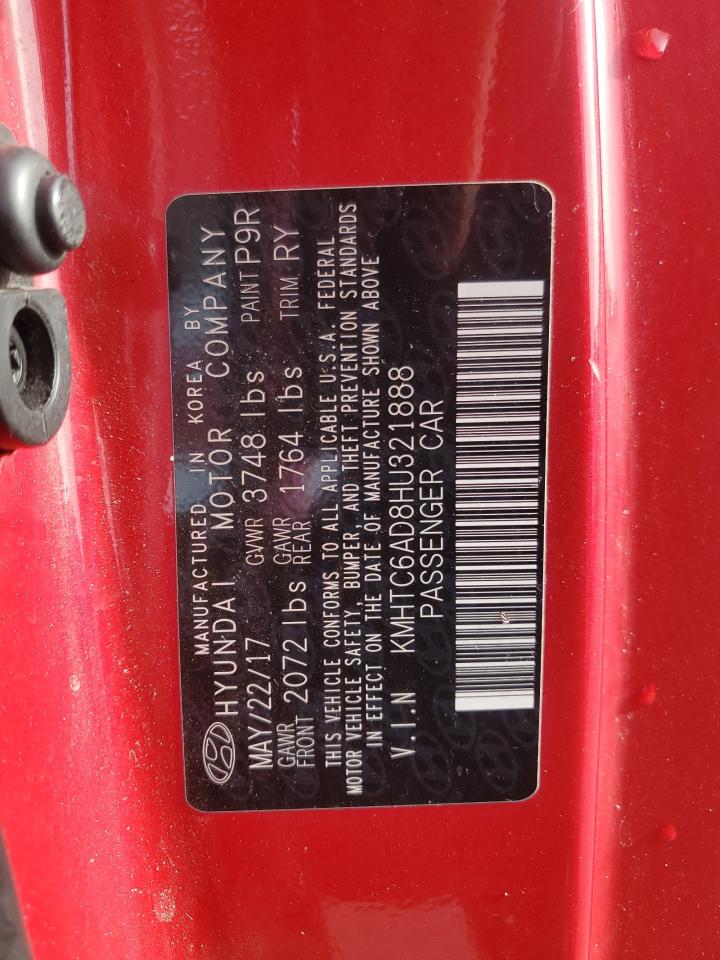 MANUFACTURED IN KOREA BY
HYUNDAI MOTOR COMPANY
MAY/22/17 GVWR 3748 lbs PAINT P9R
GAWR FRONT 2072 lbs GAWR REAR 1764 lbs TRIM RY
THIS VEHICLE CONFORMS TO ALL APPLICABLE U.S.A. FEDERAL
MOTOR VEHICLE SAFETY, BUMPER, AND THEFT PREVENTION STANDARDS
IN EFFECT ON THE DATE OF MANUFACTURE SHOWN ABOVE
V.I.N KMHTC6AD8HU321888
PASSENGER CAR